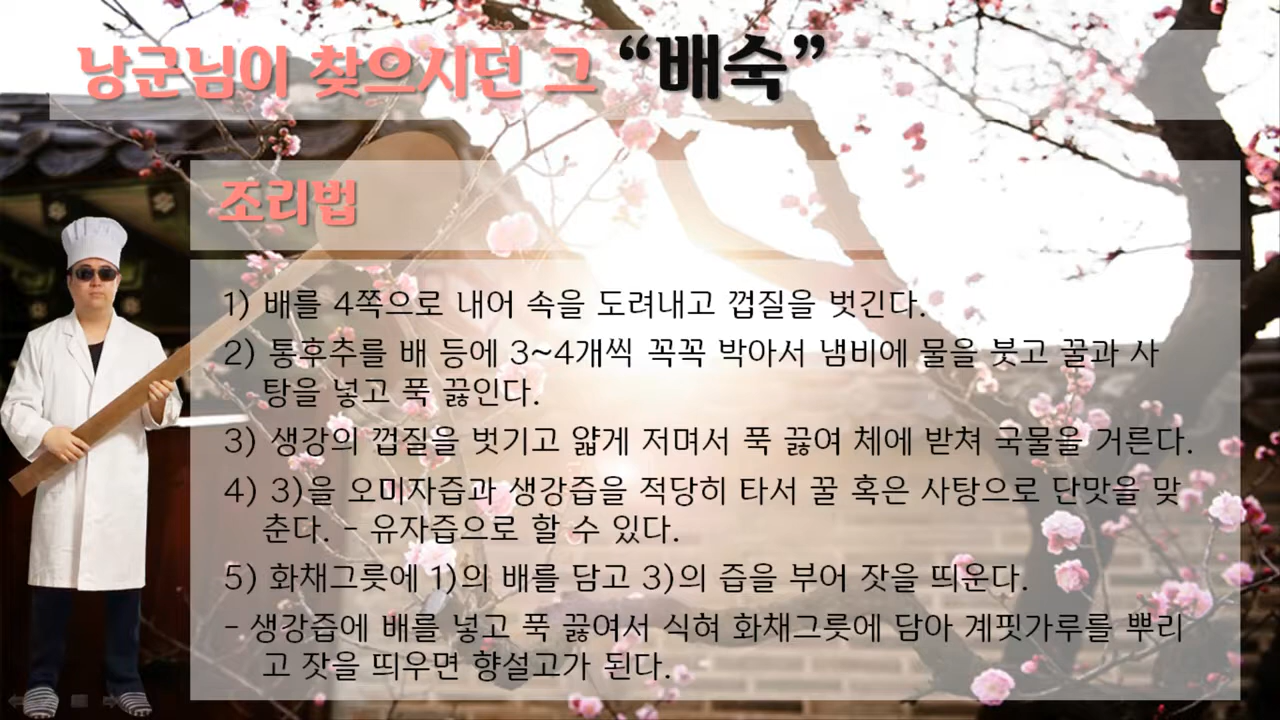 낭군님이 찾으시던 그 “배숙”
조리법
1) 배를 4쪽으로 내어 속을 도려내고 껍질을 벗긴다.
2) 통후추를 배 등에 3~4개씩 꼭꼭 박아서 냄비에 물을 붓고 꿀과 사
탕을 넣고 푹 끓인다.
3) 생강의 껍질을 벗기고 얇게 저며서 푹 끓여 체에 받쳐 국물을 거른다.
4) 3)을 오미자즙과 생강즙을 적당히 타서 꿀 혹은 사탕으로 단맛을 맞
춘다. - 유자즙으로 할 수 있다.
5) 화채그릇에 1)의 배를 담고 3)의 즙을 부어 잣을 띄운다.
- 생강즙에 배를 넣고 푹 끓여서 식혀 화채그릇에 담아 계핏가루를 뿌리
고 잣을 띄우면 향설고가 된다.